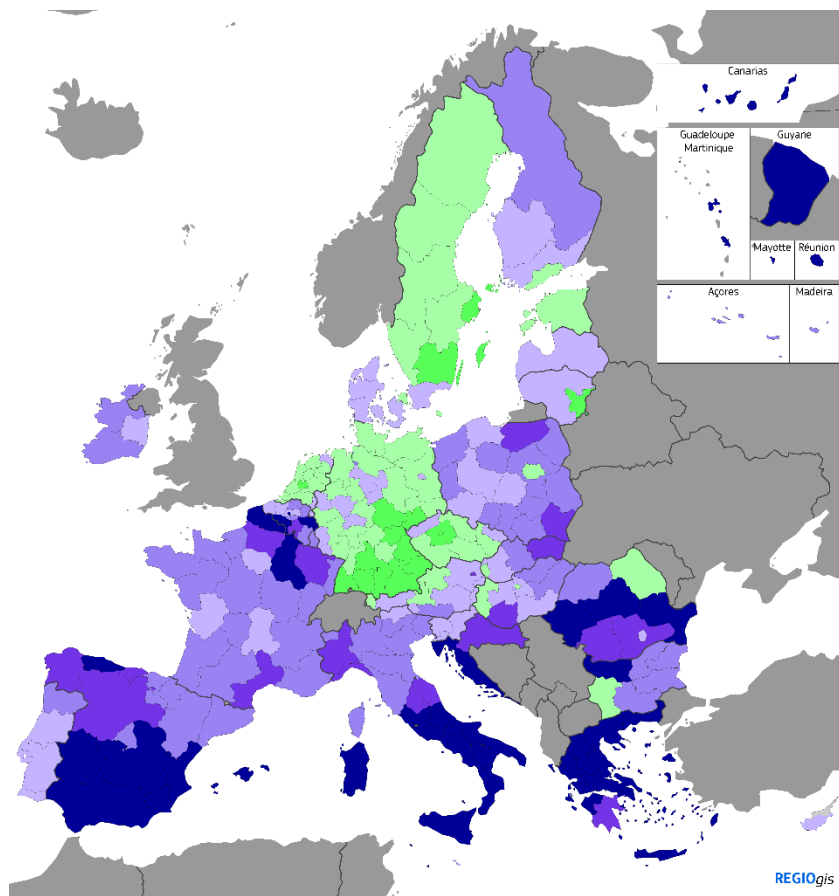 Canarias
Guadeloupe
Martinique
Guyane
Mayotte
Réunion
Açores
Madeira
REGIOgis